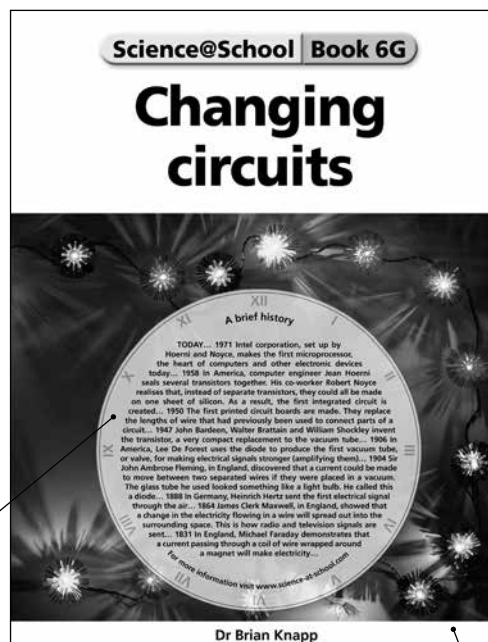 Science@School Book 6G
Changing
circuits
XII
I
II
III
IV
V
VI
VII
VIII
IX
X
XI
A brief history
TODAY... 1971 Intel corporation, set up by
Hoerni and Noyce, makes the first microprocessor,
the heart of computers and other electronic devices
today... 1958 In America, computer engineer Jean Hoerni
seals several transistors together. His co-worker Robert Noyce
realises that, instead of separate transistors, they could all be made
on one sheet of silicon. As a result, the first integrated circuit is
created... 1950 The first printed circuit boards are made. They replace
the lengths of wire that had previously been used to connect parts of a
circuit... 1947 John Bardeen, Walter Brattain and William Shockley invent
the transistor, a very compact replacement to the vacuum tube... 1906 In
America, Lee De Forest uses the diode to produce the first vacuum tube,
or valve, for making electrical signals stronger (amplifying them)... 1904 Sir
John Ambrose Fleming, in England, discovered that a current could be made
to move between two separated wires if they were placed in a vacuum.
The glass tube he used looked something like a light bulb. He called this
a diode... 1888 In Germany, Heinrich Hertz sent the first electrical signal
through the air... 1864 James Clerk Maxwell, in England, showed that
a change in the electricity flowing in a wire will spread out into the
surrounding space. This is how radio and television signals are
sent... 1831 In England, Michael Faraday demonstrates that
a current passing through a coil of wire wrapped around
a magnet will make electricity...
For more information visit www.science-at-school.com
Dr Brian Knapp